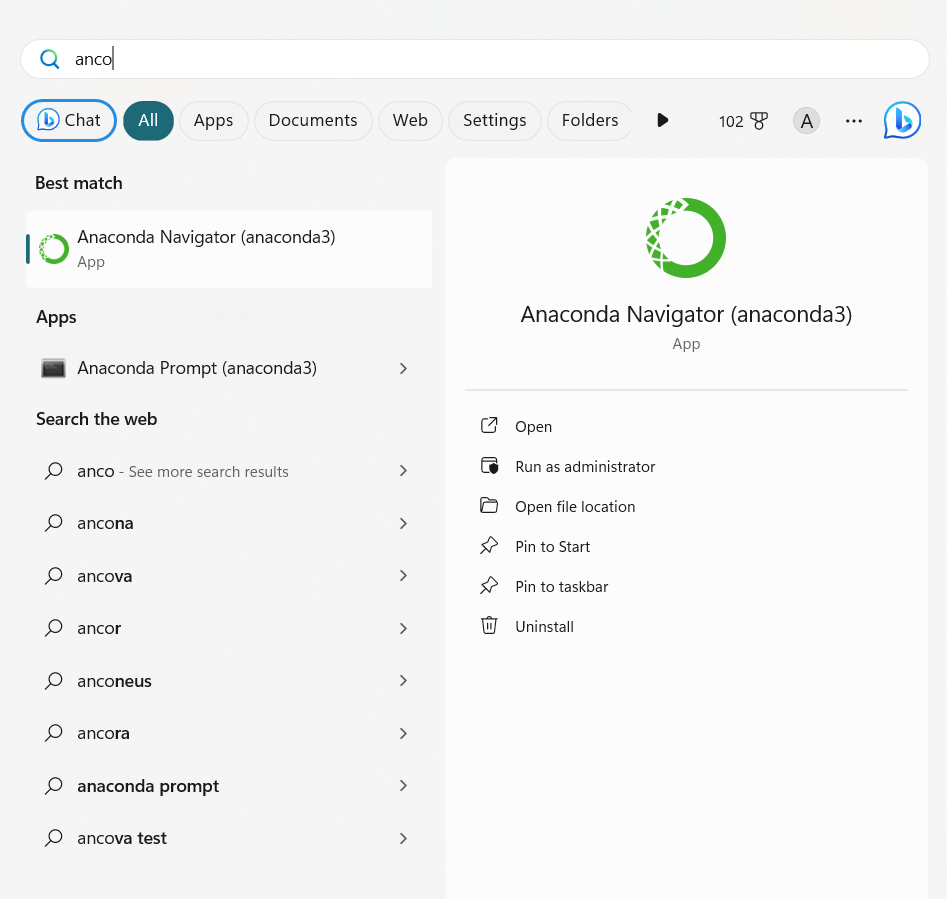 anco
Chat All Apps Documents Web Settings Folders 102 A
Best match
Anaconda Navigator (anaconda3)
App
Apps
Anaconda Prompt (anaconda3)
Search the web
anco - See more search results
ancona
ancova
ancor
anconeus
ancora
anaconda prompt
ancova test
Anaconda Navigator (anaconda3)
App
Open
Run as administrator
Open file location
Pin to Start
Pin to taskbar
Uninstall